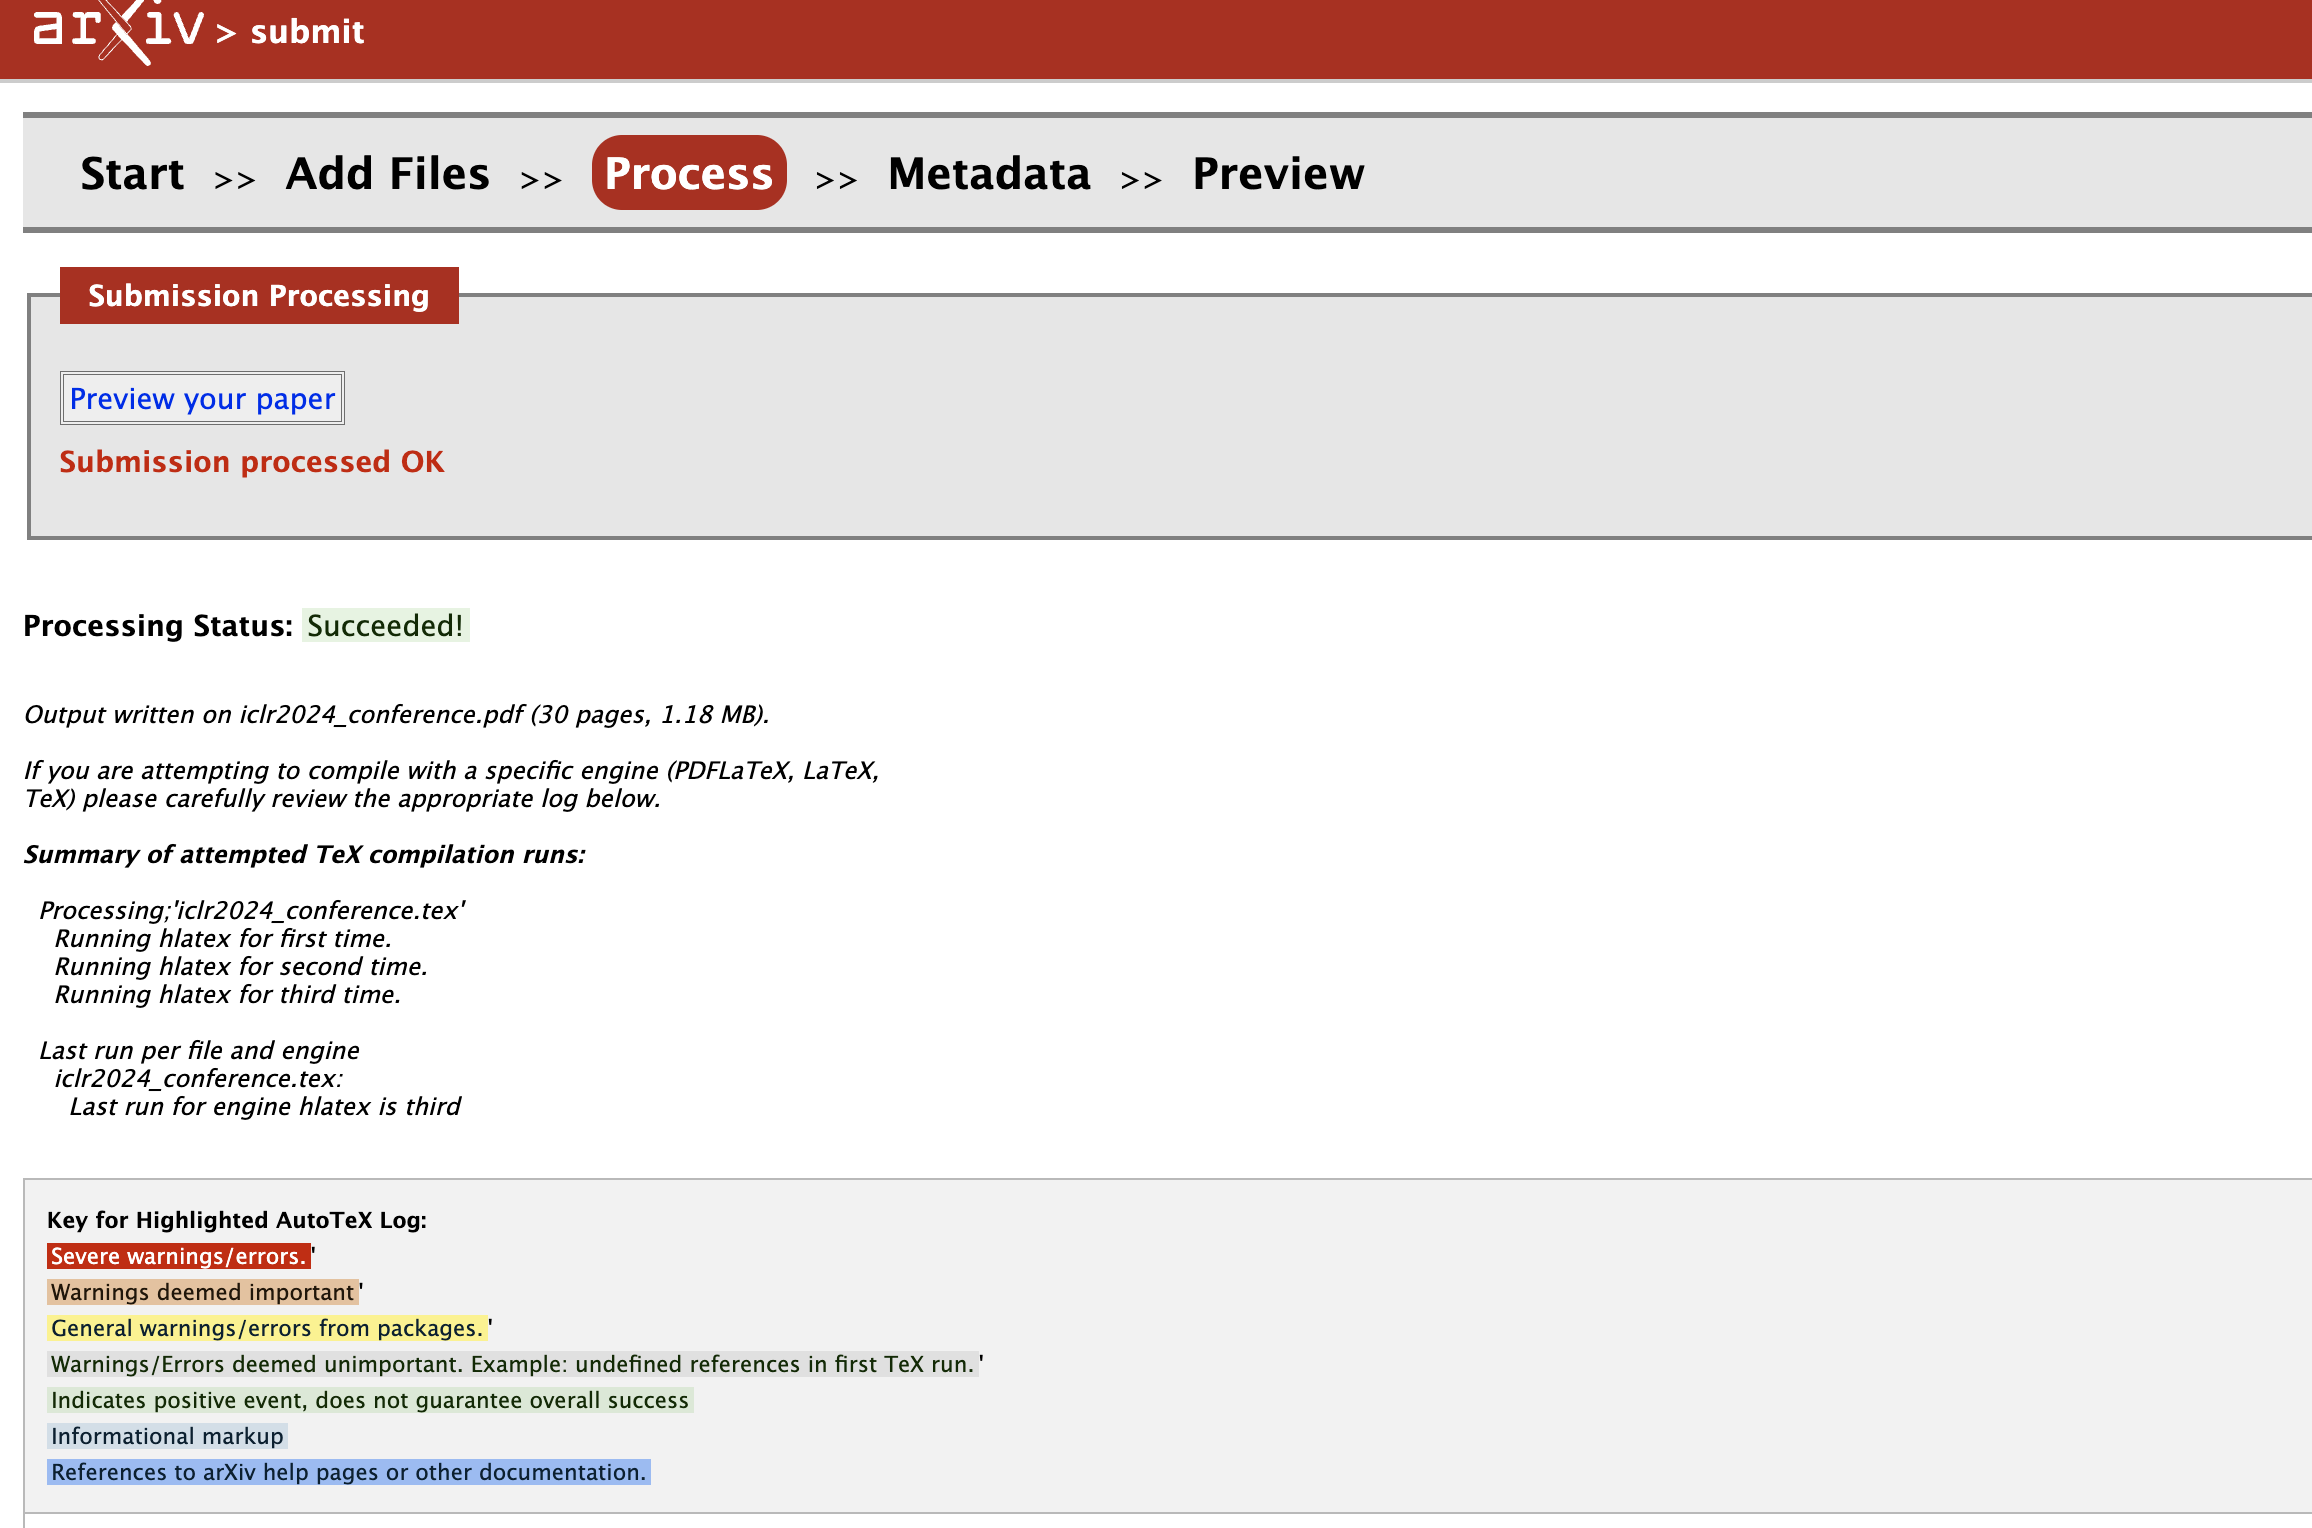 arXiv > submit
Start >> Add Files >> Process >> Metadata >> Preview
Submission Processing
Preview your paper
Submission processed OK
Processing Status: Succeeded!
Output written on iclr2024_conference.pdf (30 pages, 1.18 MB).
If you are attempting to compile with a specific engine (PDFLaTeX, LaTeX,
TeX) please carefully review the appropriate log below.
Summary of attempted TeX compilation runs:
Processing;'iclr2024_conference.tex'
Running hlatex for first time.
Running hlatex for second time.
Running hlatex for third time.
Last run per file and engine
iclr2024_conference.tex:
Last run for engine hlatex is third
Key for Highlighted AutoTeX Log:
Severe warnings/errors.'
Warnings deemed important'
General warnings/errors from packages.'
Warnings/Errors deemed unimportant. Example: undefined references in first TeX run.'
Indicates positive event, does not guarantee overall success
Informational markup
References to arXiv help pages or other documentation.